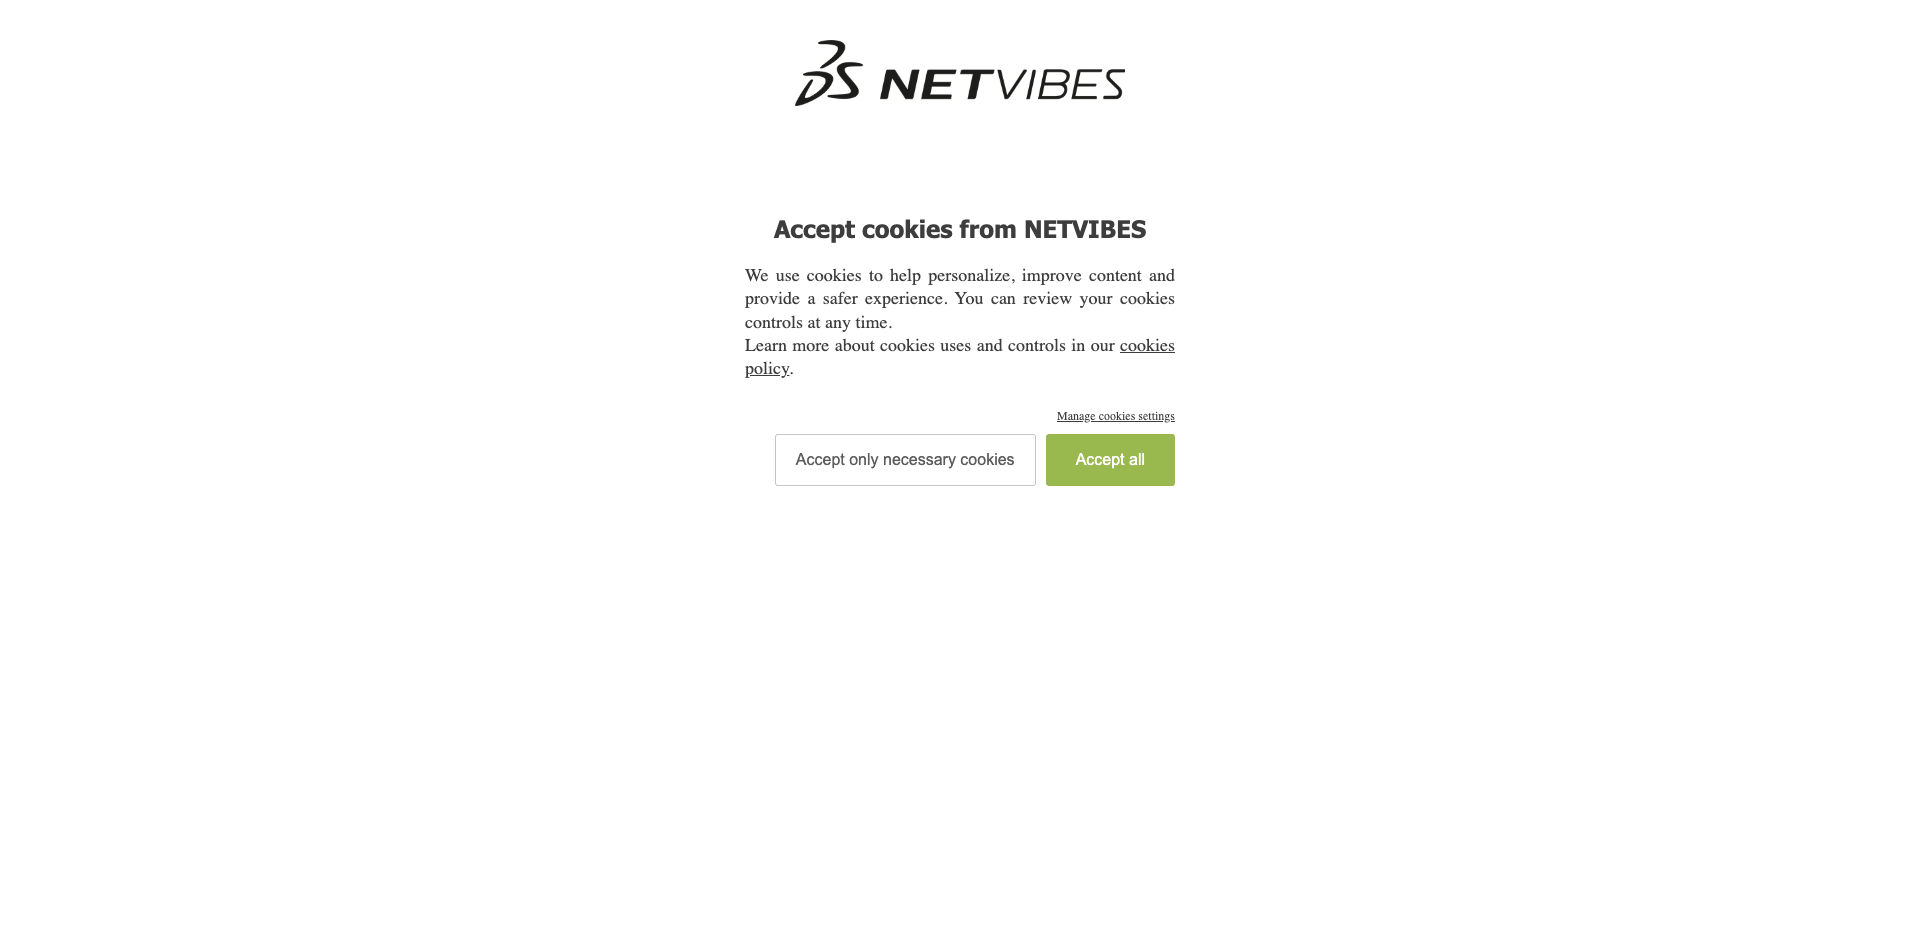 NETVIBES
Accept cookies from NETVIBES
We use cookies to help personalize, improve content and
provide a safer experience. You can review your cookies
controls at any time.
Learn more about cookies uses and controls in our cookies
policy.
Manage cookies settings
Accept only necessary cookies
Accept all